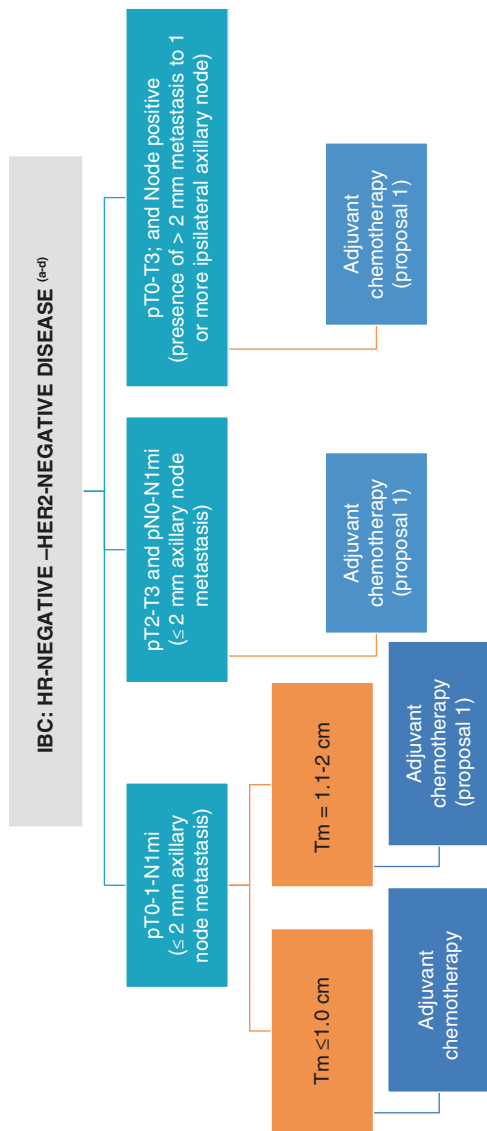 IBC: HR-NEGATIVE –HER2-NEGATIVE DISEASE (a-d)
pT0-1-N1mi
(≤ 2 mm axillary
node metastasis)
pT2-T3 and pN0-N1mi
(≤ 2 mm axillary node
metastasis)
pT0-T3; and Node positive
(presence of > 2 mm metastasis to 1
or more ipsilateral axillary node)
Tm ≤1.0 cm
Tm = 1.1-2 cm
Adjuvant
chemotherapy
Adjuvant
chemotherapy
(proposal 1)
Adjuvant
chemotherapy
(proposal 1)
Adjuvant
chemotherapy
(proposal 1)